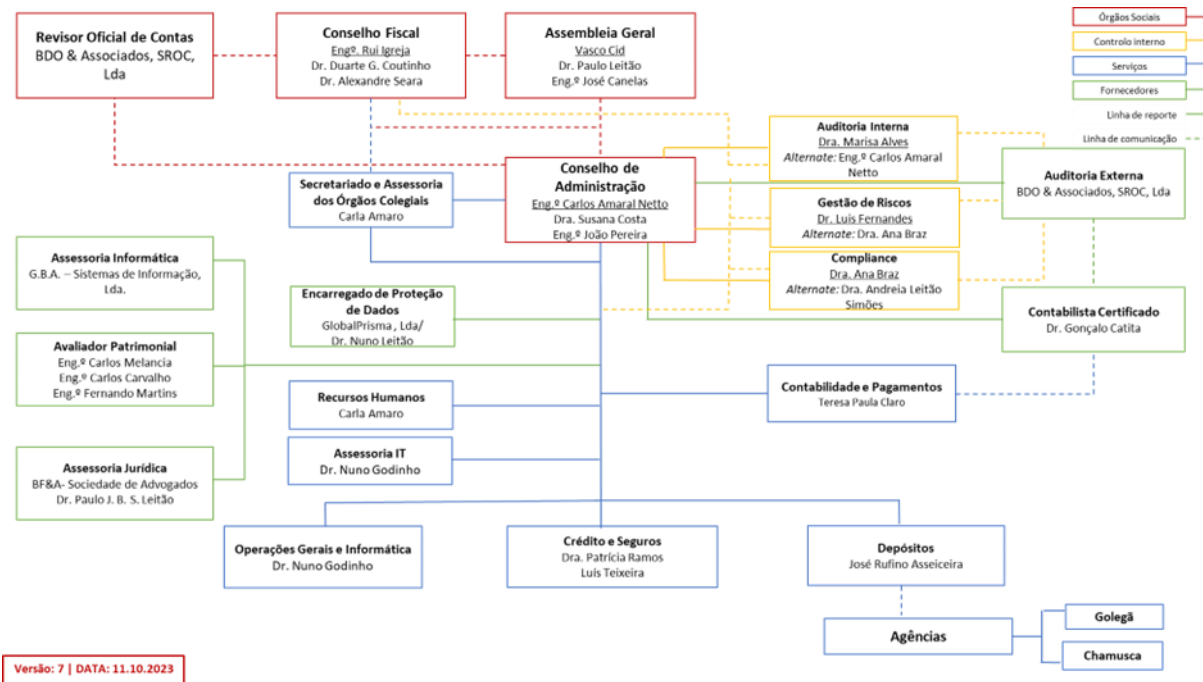 Revisor Oficial de Contas
BDO & Associados, SROC,
Lda
Conselho Fiscal
Engº. Rui Igreja
Dr. Duarte G. Coutinho
Dr. Alexandre Seara
Assembleia Geral
Vasco Cid
Dr. Paulo Leitão
Eng.º José Canelas
Órgãos Sociais
Controlo interno
Serviços
Fornecedores
Linha de reporte
Linha de comunicação
Auditoria Interna
Dra. Marisa Alves
Alternate: Eng.º Carlos Amaral
Netto
Conselho de
Administração
Eng.º Carlos Amaral Netto
Dra. Susana Costa
Eng.º João Pereira
Secretariado e Assessoria
dos Órgãos Colegiais
Carla Amaro
Auditoria Externa
BDO & Associados, SROC, Lda
Gestão de Riscos
Dr. Luis Fernandes
Alternate: Dra. Ana Braz
Compliance
Dra. Ana Braz
Alternate: Dra. Andreia Leitão
Simões
Assessoria Informática
G.B.A. – Sistemas de Informação,
Lda.
Encarregado de Proteção
de Dados
GlobalPrisma , Lda/
Dr. Nuno Leitão
Contabilista Certificado
Dr. Gonçalo Catita
Avaliador Patrimonial
Eng.º Carlos Melancia
Eng.º Carlos Carvalho
Eng.º Fernando Martins
Recursos Humanos
Carla Amaro
Contabilidade e Pagamentos
Teresa Paula Claro
Assessoria IT
Dr. Nuno Godinho
Assessoria Jurídica
BF&A- Sociedade de Advogados
Dr. Paulo J. B. S. Leitão
Operações Gerais e Informática
Dr. Nuno Godinho
Crédito e Seguros
Dra. Patrícia Ramos
Luís Teixeira
Depósitos
José Rufino Asseiceira
Agências
Golegã
Chamusca
Versão: 7 | DATA: 11.10.2023